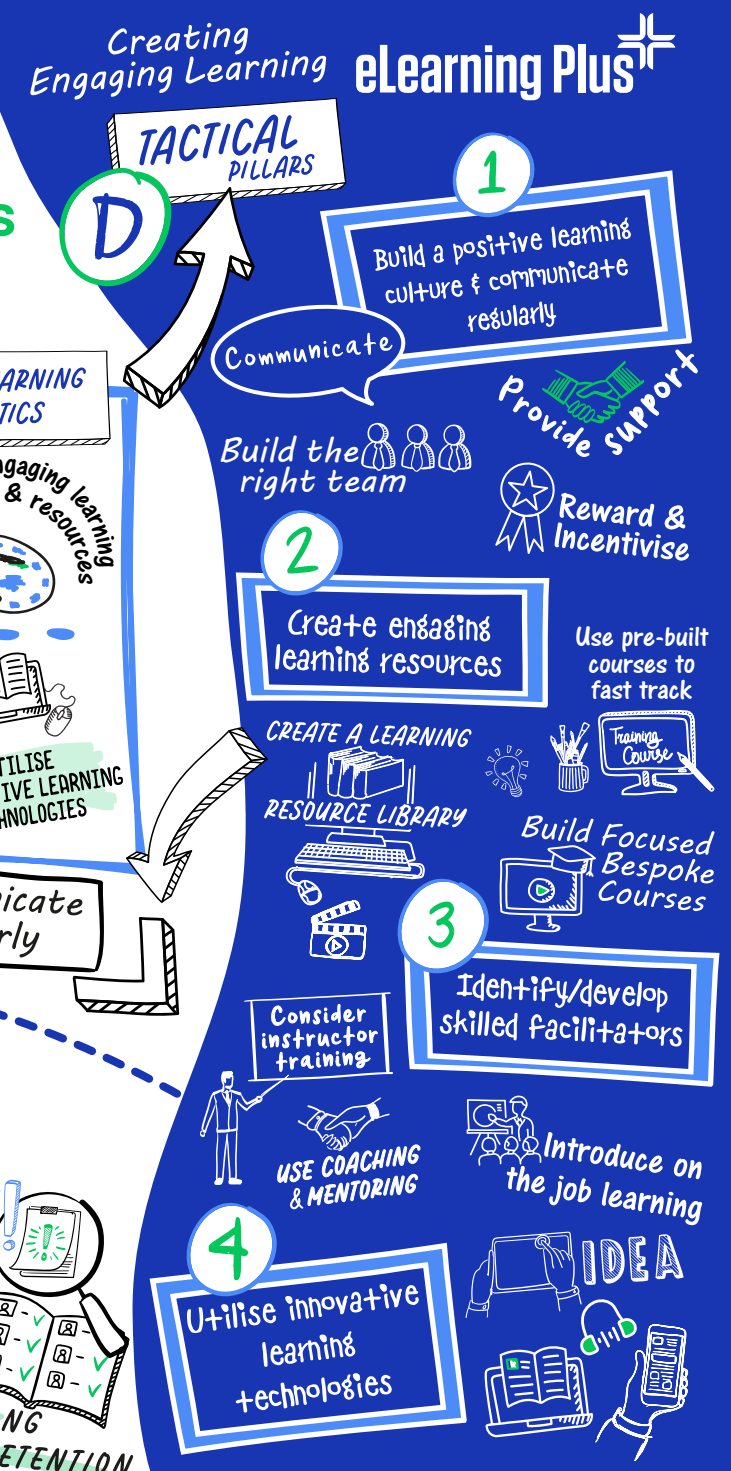 Creating
Engaging Learning
eLearning Plus
TACTICAL
PILLARS
D
S
1
Build a positive learning
culture & communicate
regularly
Communicate
Provide support
Build the
right team
Reward &
Incentivise
2
Create engaging
learning resources
Use pre-built
courses to
fast track
Training
Course
CREATE A LEARNING
RESOURCE LIBRARY
Build Focused
Bespoke
Courses
3
Identify/develop
skilled facilitators
Consider
instructor
training
USE COACHING
& MENTORING
Introduce on
the job learning
4
Utilise innovative
learning
technologies
IDEA
ARNING
TICS
gaging learning
& resources
TILISE
IVE LEARNING
HNOLOGIES
icate
rly
NG
ETENTION